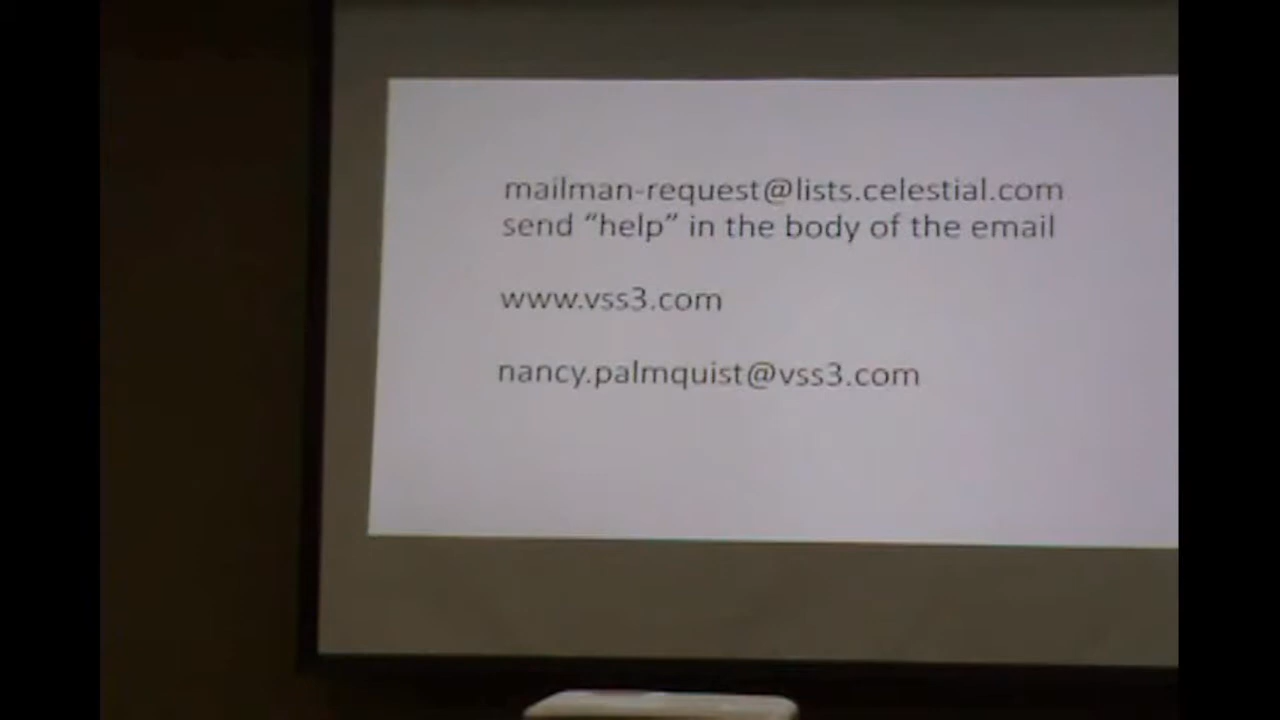 mailman-request@lists.celestial.com
send “help” in the body of the email
www.vss3.com
nancy.palmquist@vss3.com